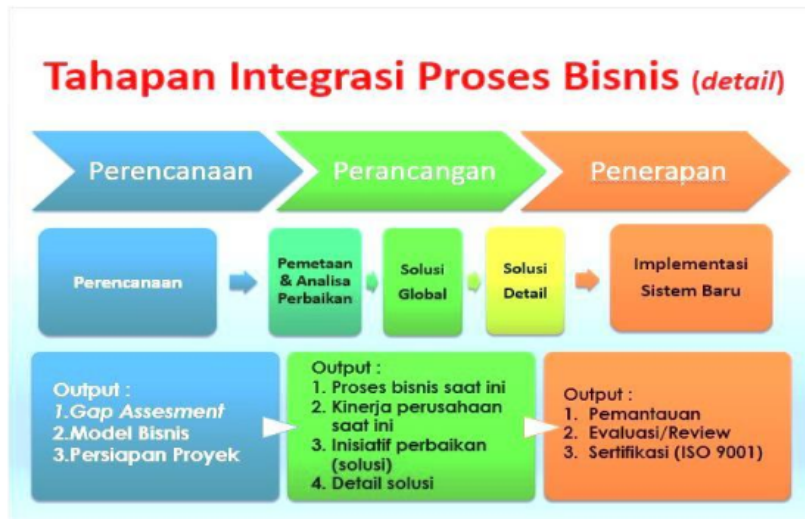 Tahapan Integrasi Proses Bisnis (detail)
Perencanaan
Perancangan
Penerapan
Perencanaan
Pemetaan
& Analisa
Perbaikan
Solusi
Global
Solusi
Detail
Implementasi
Sistem Baru
Output :
1.Gap Assesment
2.Model Bisnis
3.Persiapan Proyek
Output :
1. Proses bisnis saat ini
2. Kinerja perusahaan
saat ini
3. Inisiatif perbaikan
(solusi)
4. Detail solusi
Output :
1. Pemantauan
2. Evaluasi/Review
3. Sertifikasi (ISO 9001)